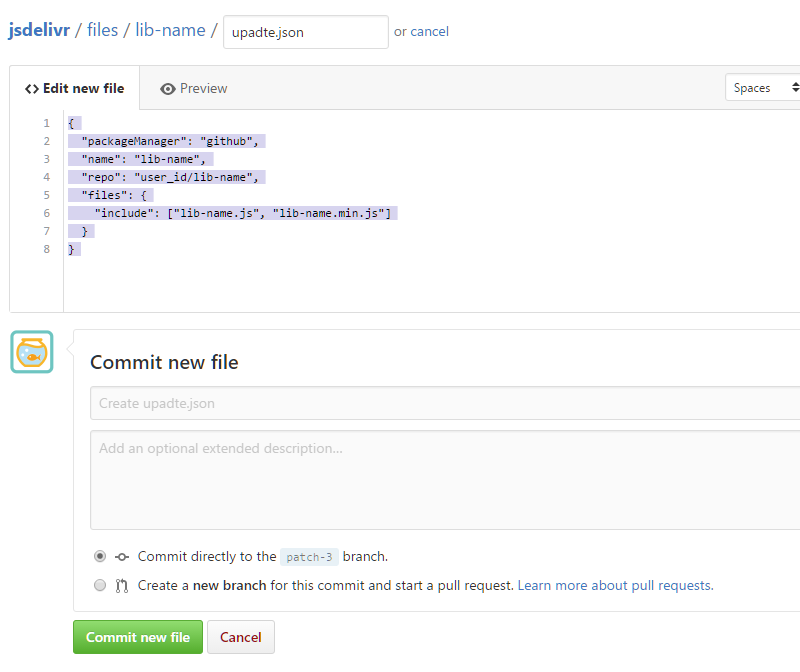 jsdelivr / files / lib-name / upadte.json or cancel
Edit new file Preview Spaces
1 {
2   "packageManager": "github",
3   "name": "lib-name",
4   "repo": "user_id/lib-name",
5   "files": {
6     "include": ["lib-name.js", "lib-name.min.js"]
7   }
8 }
Commit new file
Create upadte.json
Add an optional extended description...
Commit directly to the patch-3 branch.
Create a new branch for this commit and start a pull request. Learn more about pull requests.
Commit new file Cancel